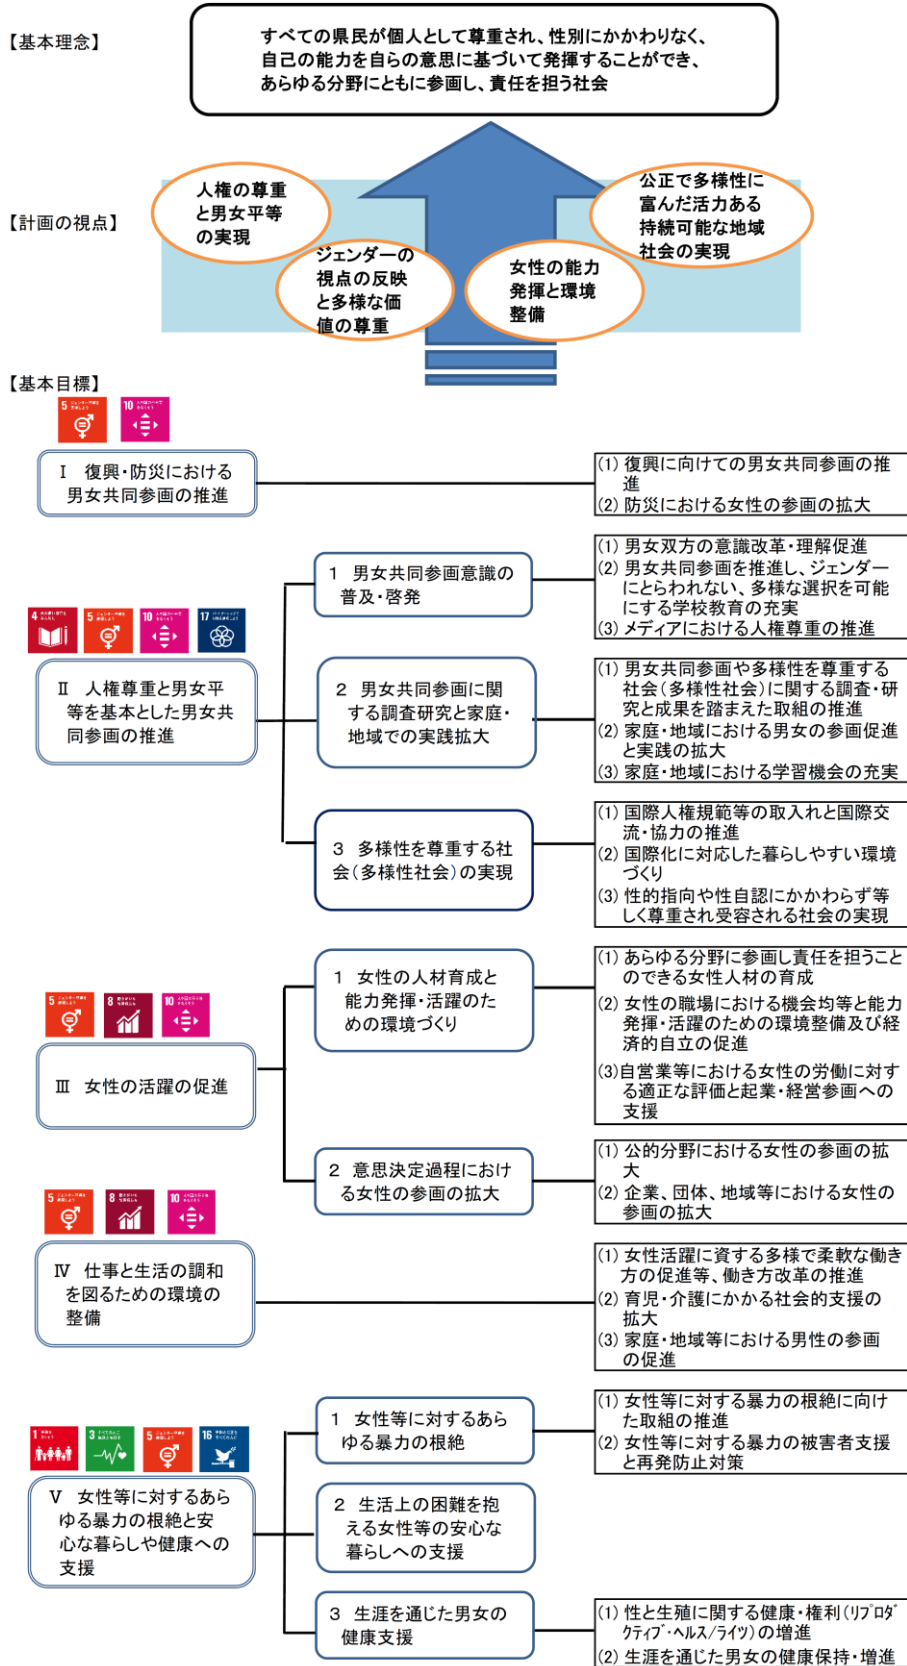 【基本理念】
すべての県民が個人として尊重され、性別にかかわりなく、
自己の能力を自らの意思に基づいて発揮することができ、
あらゆる分野にともに参画し、責任を担う社会
【計画の視点】
人権の尊重
と男女平等
の実現
ジェンダーの
視点の反映
と多様な価
値の尊重
女性の能力
発揮と環境
整備
公正で多様性に
富んだ活力ある
持続可能な地域
社会の実現
【基本目標】
5
10
Ⅰ 復興・防災における
男女共同参画の推進
(1) 復興に向けての男女共同参画の推
進
(2) 防災における女性の参画の拡大
4
5
10
17
Ⅱ 人権尊重と男女平
等を基本とした男女共
同参画の推進
1 男女共同参画意識の
普及・啓発
(1) 男女双方の意識改革・理解促進
(2) 男女共同参画を推進し、ジェンダー
にとらわれない、多様な選択を可能
にする学校教育の充実
(3) メディアにおける人権尊重の推進
2 男女共同参画に関
する調査研究と家庭・
地域での実践拡大
(1) 男女共同参画や多様性を尊重する
社会(多様性社会)に関する調査・研
究と成果を踏まえた取組の推進
(2) 家庭・地域における男女の参画促進
と実践の拡大
(3) 家庭・地域における学習機会の充実
3 多様性を尊重する社
会(多様性社会)の実現
(1) 国際人権規範等の取入れと国際交
流・協力の推進
(2) 国際化に対応した暮らしやすい環境
づくり
(3) 性的指向や性自認にかかわらず等
しく尊重され受容される社会の実現
5
8
10
Ⅲ 女性の活躍の促進
1 女性の人材育成と
能力発揮・活躍のた
めの環境づくり
(1) あらゆる分野に参画し責任を担うこと
のできる女性人材の育成
(2) 女性の職場における機会均等と能力
発揮・活躍のための環境整備及び経
済的自立の促進
(3)自営業等における女性の労働に対す
る適正な評価と起業・経営参画への
支援
2 意思決定過程におけ
る女性の参画の拡大
(1) 公的分野における女性の参画の拡
大
(2) 企業、団体、地域等における女性の
参画の拡大
5
8
10
Ⅳ 仕事と生活の調和
を図るための環境の
整備
(1) 女性活躍に資する多様で柔軟な働き
方の促進等、働き方改革の推進
(2) 育児・介護にかかる社会的支援の
拡大
(3) 家庭・地域等における男性の参画
の促進
1
3
5
16
Ⅴ 女性等に対するあら
ゆる暴力の根絶と安
心な暮らしや健康への
支援
1 女性等に対するあら
ゆる暴力の根絶
(1) 女性等に対する暴力の根絶に向け
た取組の推進
(2) 女性等に対する暴力の被害者支援
と再発防止対策
2 生活上の困難を抱
える女性等の安心な
暮らしへの支援
3 生涯を通じた男女の
健康支援
(1) 性と生殖に関する健康・権利(リプロダ
クティブ・ヘルス/ライツ)の増進
(2) 生涯を通じた男女の健康保持・増進